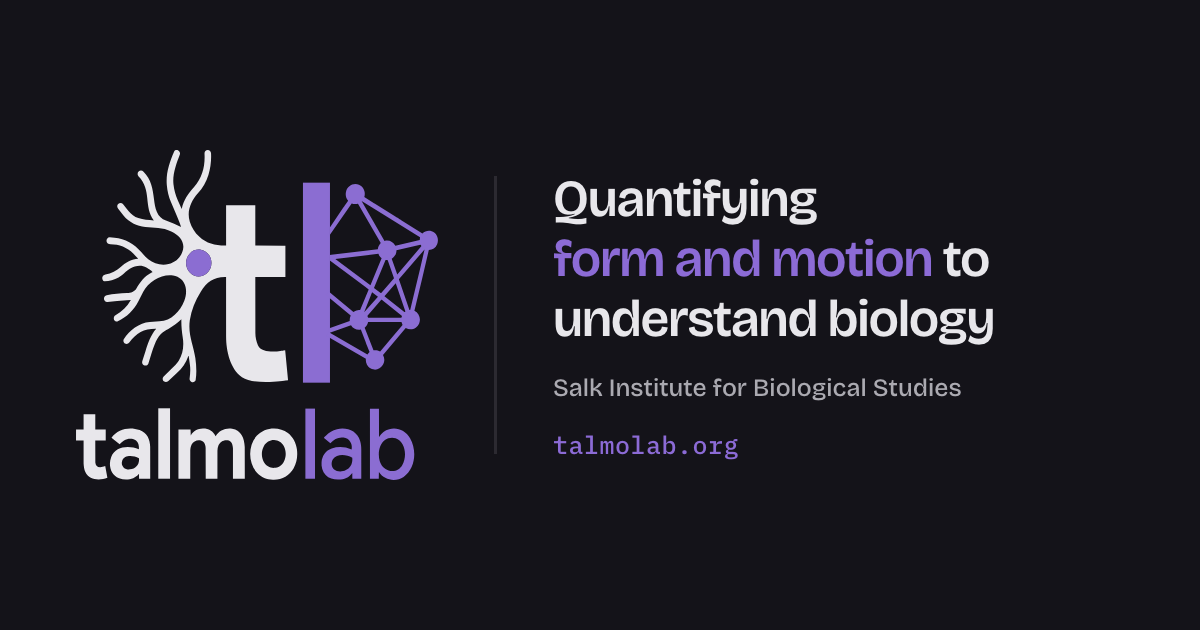 tl
talmolab
Quantifying
form and motion to
understand biology
Salk Institute for Biological Studies
talmolab.org